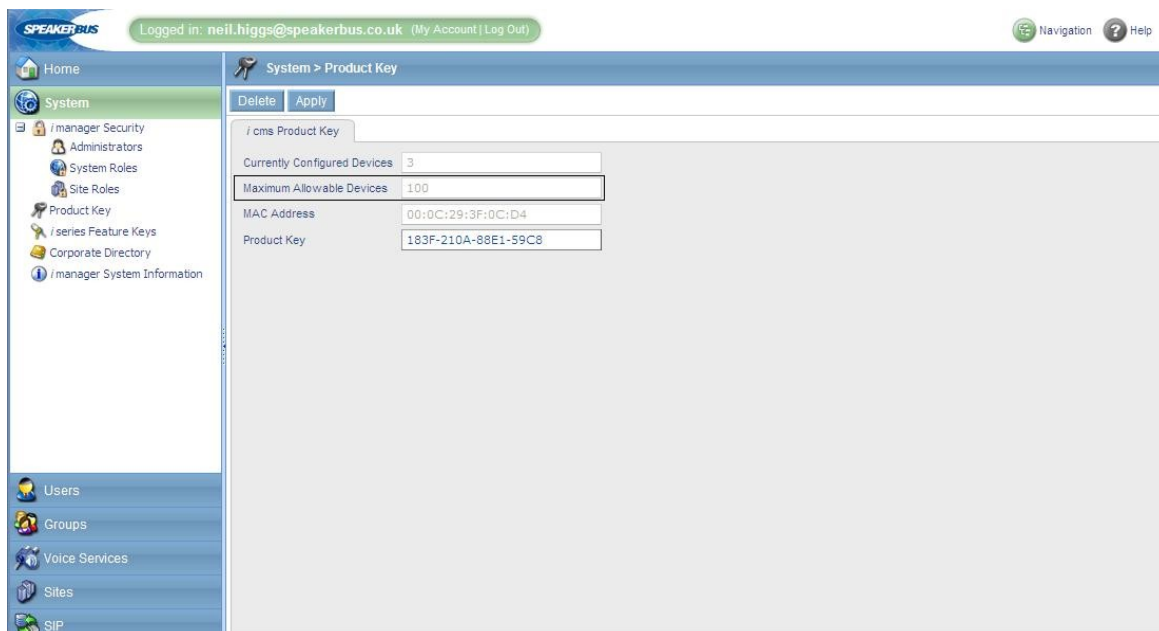 SPEAKERBUS
Logged in: neil.higgs@speakerbus.co.uk (My Account | Log Out)
Navigation
Help
Home
System > Product Key
System
Delete Apply
i manager Security
i cms Product Key
Administrators
Currently Configured Devices 3
System Roles
Site Roles
Maximum Allowable Devices 100
Product Key
MAC Address 00:0C:29:3F:0C:D4
i series Feature Keys
Product Key 183F-210A-88E1-59C8
Corporate Directory
i manager System Information
Users
Groups
Voice Services
Sites
SIP